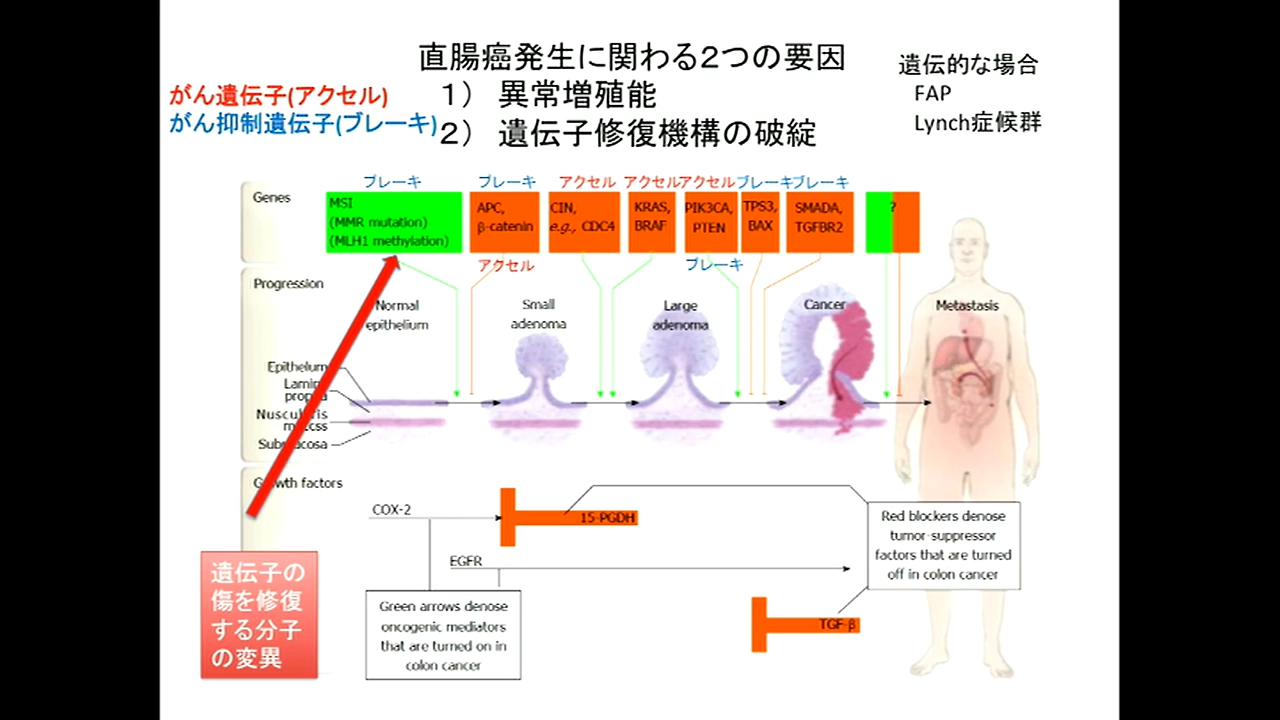 直腸癌発生に関わる2つの要因
1） 異常増殖能
2） 遺伝子修復機構の破綻
がん遺伝子(アクセル)
がん抑制遺伝子(ブレーキ)
遺伝的な場合
FAP
Lynch症候群
ブレーキ
ブレーキ
アクセル
アクセル
アクセル
ブレーキ
ブレーキ
Genes
MSI
(MMR mutation)
(MLH1 methylation)
APC,
β-catenin
CIN,
e.g., CDC4
KRAS,
BRAF
PIK3CA,
PTEN
TPS3,
BAX
SMADA,
TGFBR2
?
アクセル
ブレーキ
Progression
Normal
epithelium
Small
adenoma
Large
adenoma
Cancer
Metastasis
Epithelum
Lamin
propria
Submucosa
Growth factors
COX-2
15-PGDH
EGFR
TGF-β
Red blockers denose
tumor-suppressor
factors that are turned
off in colon cancer
Green arrows denose
oncogenic mediators
that are turned on in
colon cancer
遺伝子の
傷を修復
する分子
の変異